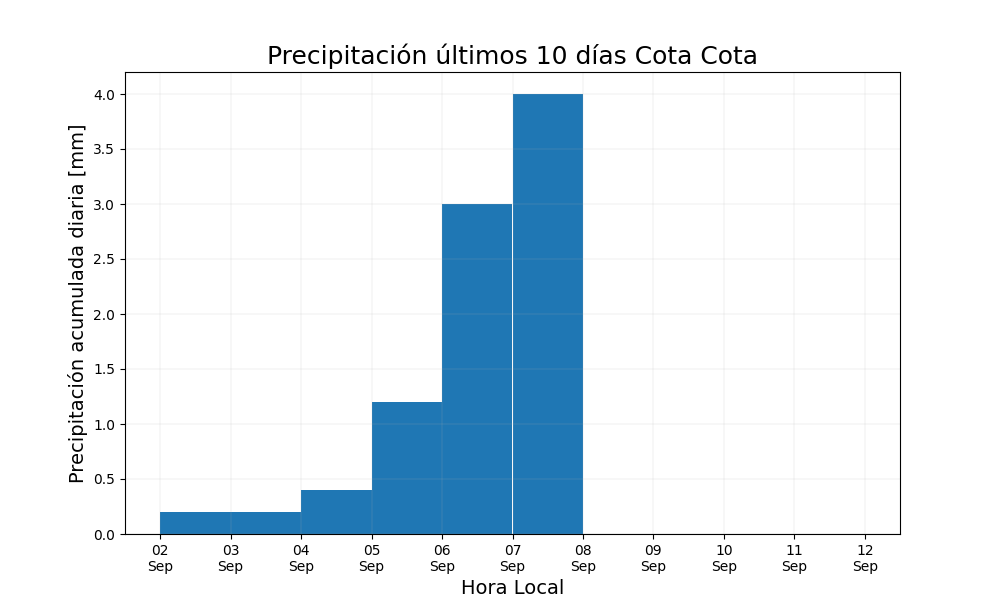 Precipitación últimos 10 días Cota Cota
Precipitación acumulada diaria [mm]
4.0
3.5
3.0
2.5
2.0
1.5
1.0
0.5
0.0
02 03 04 05 06 07 08 09 10 11 12
Sep Sep Sep Sep Sep Sep Sep Sep Sep Sep Sep
Hora Local